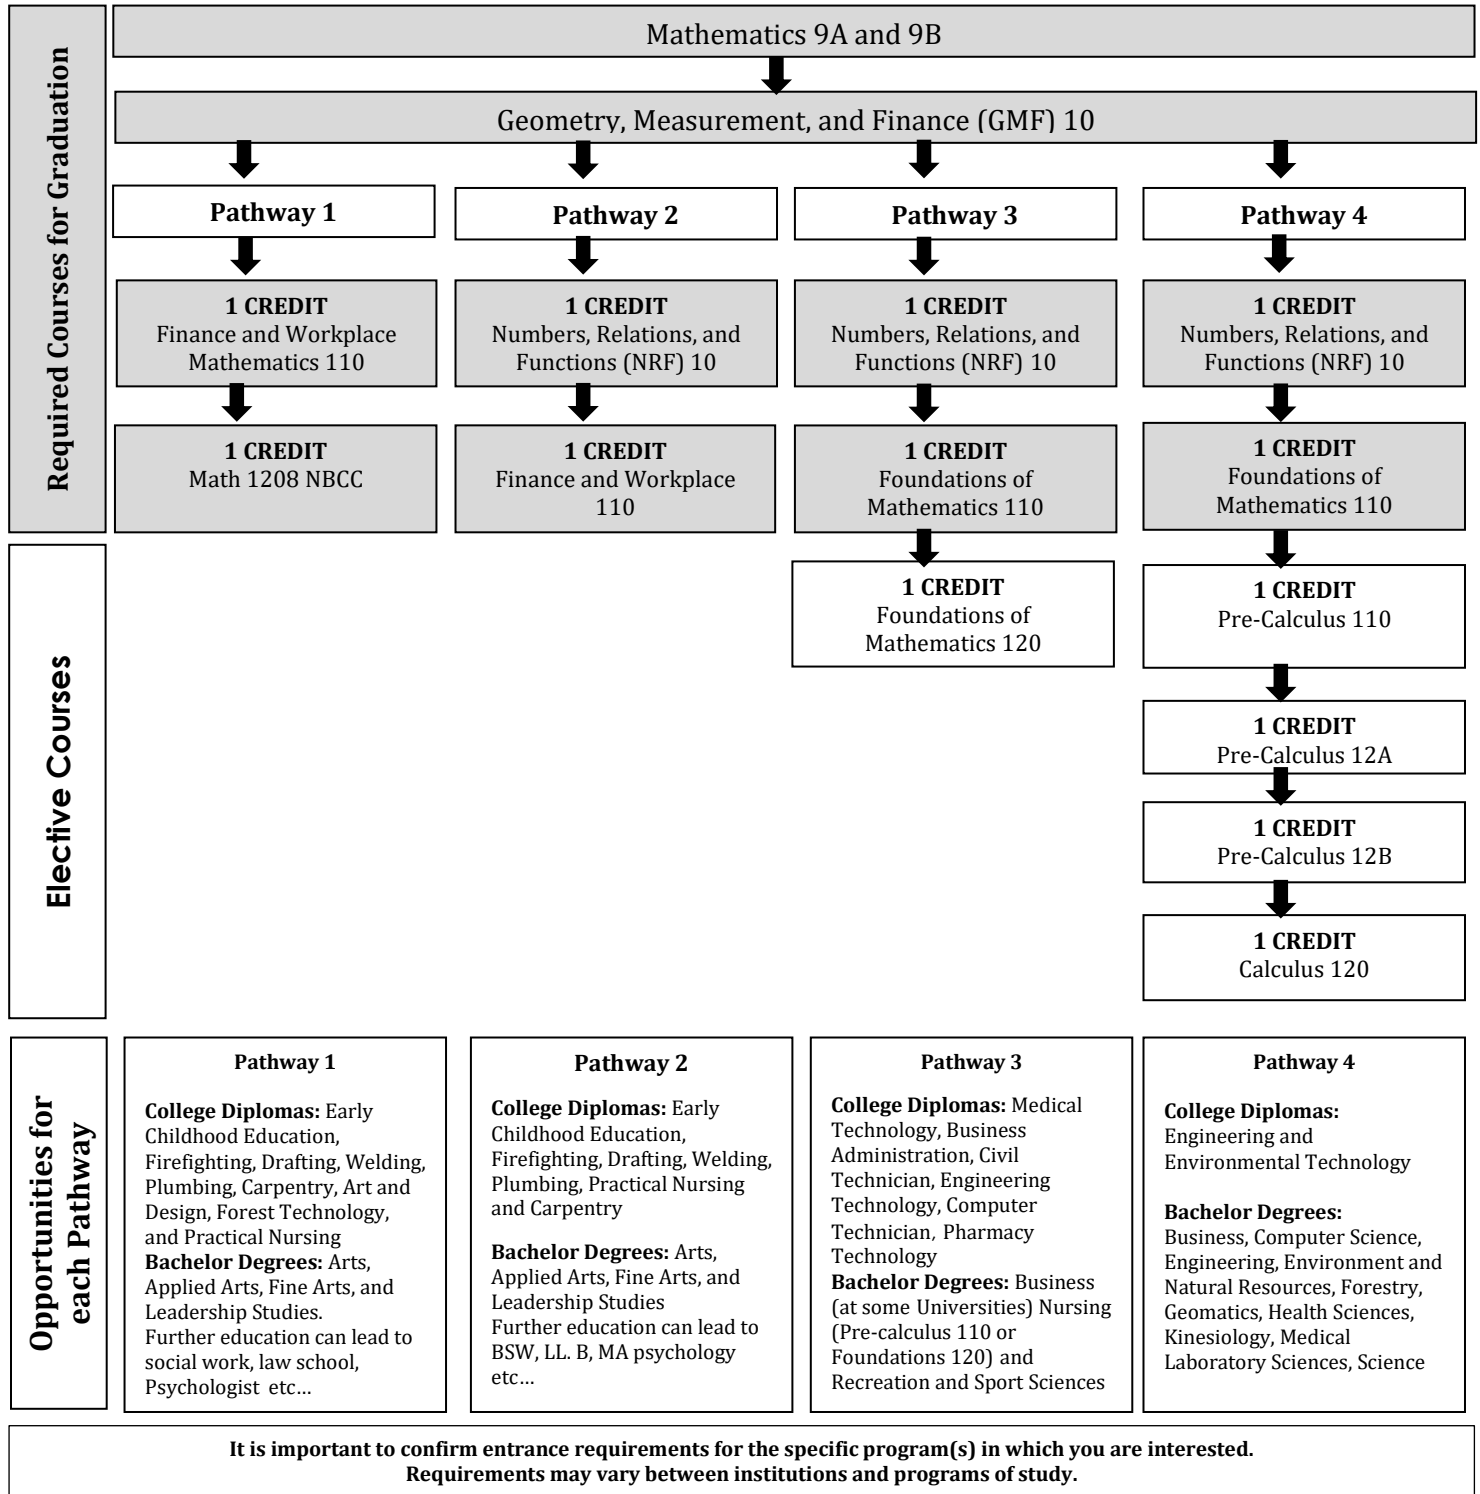 Required Courses for Graduation
Mathematics 9A and 9B
Geometry, Measurement, and Finance (GMF) 10
Pathway 1
Pathway 2
Pathway 3
Pathway 4
1 CREDIT
Finance and Workplace
Mathematics 110
1 CREDIT
Numbers, Relations, and
Functions (NRF) 10
1 CREDIT
Numbers, Relations, and
Functions (NRF) 10
1 CREDIT
Numbers, Relations, and
Functions (NRF) 10
1 CREDIT
Math 1208 NBCC
1 CREDIT
Finance and Workplace
110
1 CREDIT
Foundations of
Mathematics 110
1 CREDIT
Foundations of
Mathematics 110
Elective Courses
1 CREDIT
Foundations of
Mathematics 120
1 CREDIT
Pre-Calculus 110
1 CREDIT
Pre-Calculus 12A
1 CREDIT
Pre-Calculus 12B
1 CREDIT
Calculus 120
Opportunities for
each Pathway
Pathway 1
College Diplomas: Early
Childhood Education,
Firefighting, Drafting, Welding,
Plumbing, Carpentry, Art and
Design, Forest Technology,
and Practical Nursing
Bachelor Degrees: Arts,
Applied Arts, Fine Arts, and
Leadership Studies.
Further education can lead to
social work, law school,
Psychologist etc…
Pathway 2
College Diplomas: Early
Childhood Education,
Firefighting, Drafting, Welding,
Plumbing, Practical Nursing
and Carpentry
Bachelor Degrees: Arts,
Applied Arts, Fine Arts, and
Leadership Studies
Further education can lead to
BSW, LL. B, MA psychology
etc…
Pathway 3
College Diplomas: Medical
Technology, Business
Administration, Civil
Technician, Engineering
Technology, Computer
Technician, Pharmacy
Technology
Bachelor Degrees: Business
(at some Universities) Nursing
(Pre-calculus 110 or
Foundations 120) and
Recreation and Sport Sciences
Pathway 4
College Diplomas:
Engineering and
Environmental Technology
Bachelor Degrees:
Business, Computer Science,
Engineering, Environment and
Natural Resources, Forestry,
Geomatics, Health Sciences,
Kinesiology, Medical
Laboratory Sciences, Science
It is important to confirm entrance requirements for the specific program(s) in which you are interested.
Requirements may vary between institutions and programs of study.